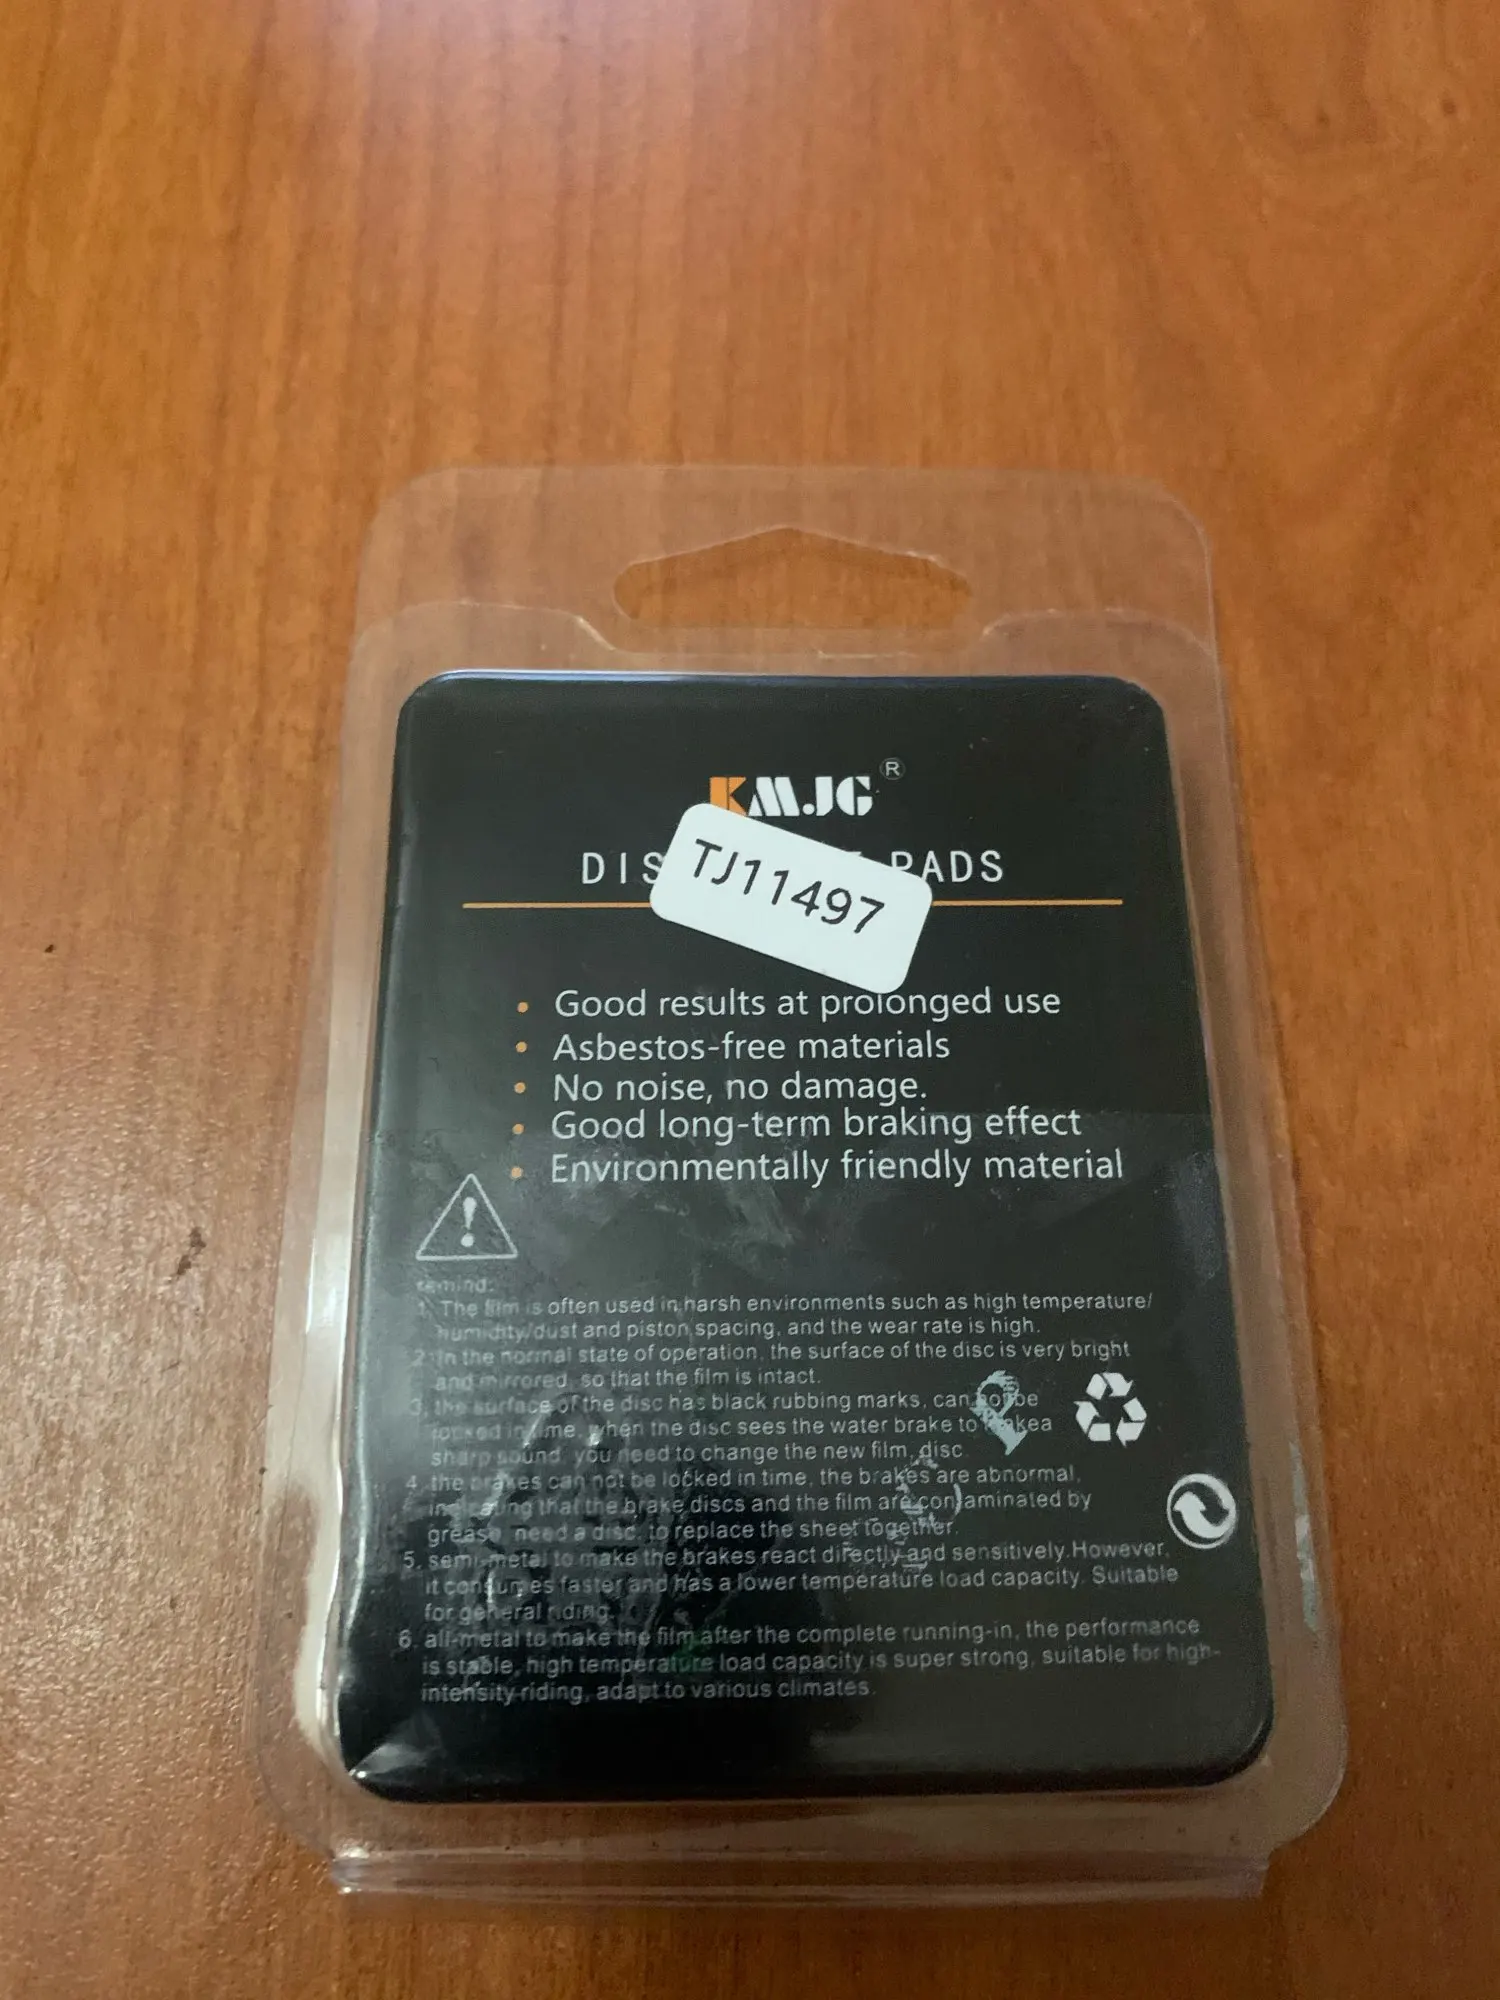 KMJG ®
TJ11497
DIS PADS
• Good results at prolonged use
• Asbestos-free materials
• No noise, no damage.
• Good long-term braking effect
• Environmentally friendly material
remind:
1. The film is often used in harsh environments such as high temperature/
humidity/dust and piston spacing, and the wear rate is high.
2. In the normal state of operation, the surface of the disc is very bright
and mirrored, so that the film is intact.
3. the surface of the disc has black rubbing marks, can not be
locked in time, when the disc sees the water brake to makea
sharp sound, you need to change the new film, disc.
4. the brakes can not be locked in time, the brakes are abnormal,
indicating that the brake discs and the film are contaminated by
grease, need a disc, to replace the sheet together.
5. semi-metal to make the brakes react directly and sensitively.However,
it consumes faster and has a lower temperature load capacity. Suitable
for general riding.
6. all-metal to make the film after the complete running-in, the performance
is stable, high temperature load capacity is super strong, suitable for high-
intensity riding, adapt to various climates.